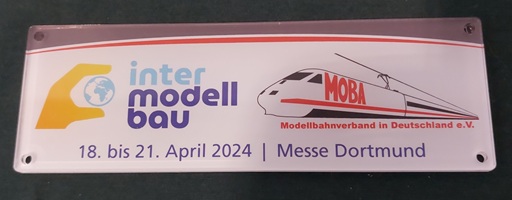 inter
modell
bau
MOBA
Modellbahnverband in Deutschland e.V.
18. bis 21. April 2024 | Messe Dortmund